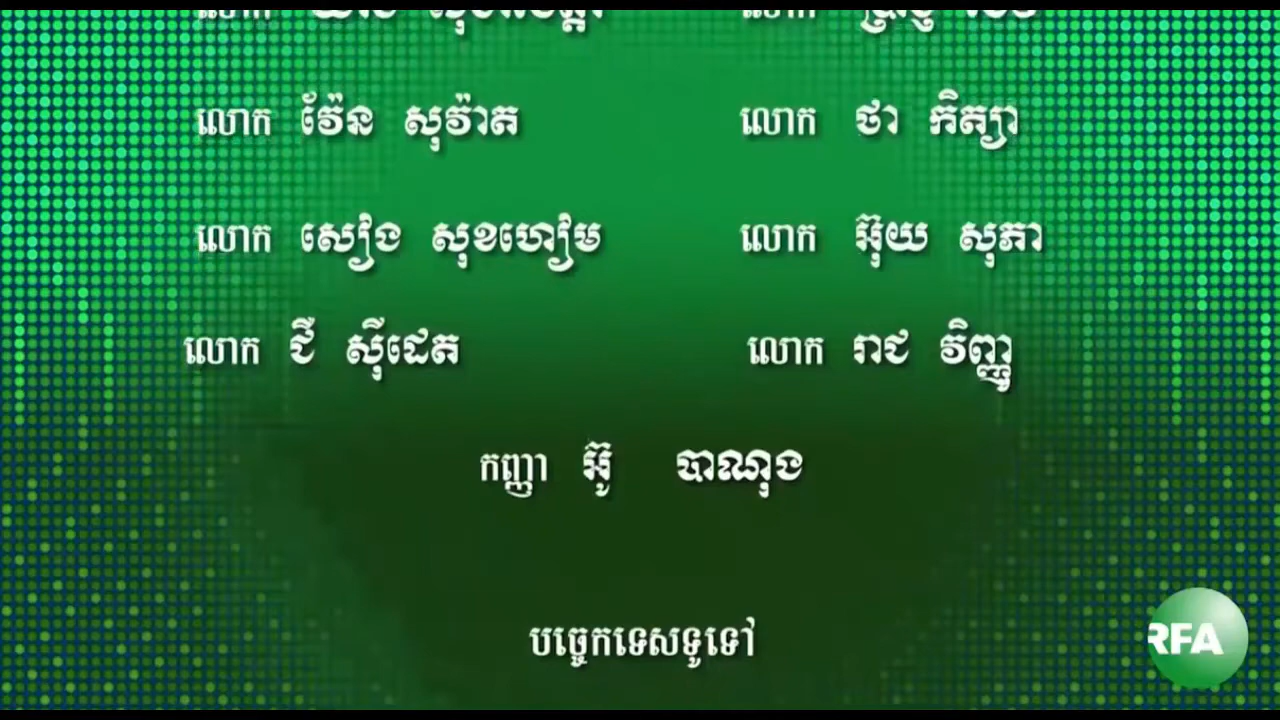 លោក វ៉ែន សុវ៉ាត លោក ថា កិត្យា
លោក សៀង សុខហៀម លោក អ៊ុយ សុភា
លោក ជី ស៊ីដេត លោក រាជ វិញ្ញូ
កញ្ញា អ៊ូ បាណុង
បច្ចេកទេសទូទៅ
RFA